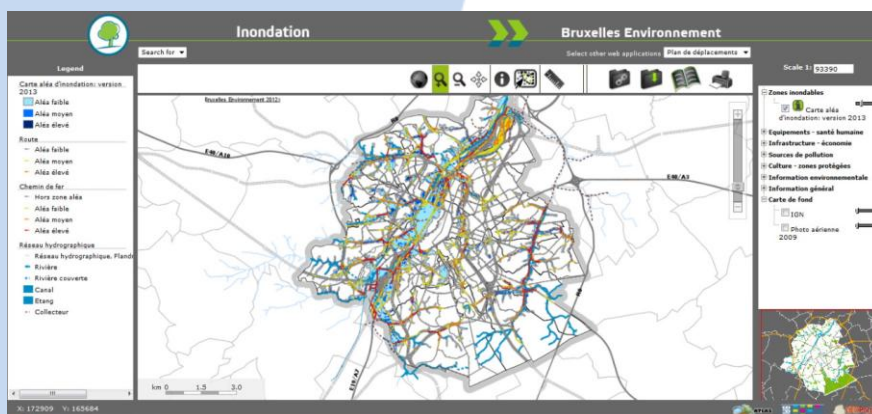 Inondation
Bruxelles Environnement
Search for
Select other web applications
Plan de déplacements
Legend
Carte aléa d'inondation: version
2013
Aléa faible
Aléa moyen
Aléa élevé
Route
Aléa faible
Aléa moyen
Aléa élevé
Chemin de fer
Hors zone aléa
Aléa faible
Aléa moyen
Aléa élevé
Réseau hydrographique
Réseau hydrographique, Fland
Rivière
Rivière couverte
Canal
Etang
Collecteur
Bruxelles Environnement 2012©
E40/A10
E40/A3
E19/A7
km 0 1.5 3.0
Scale 1: 93390
Zones inondables
Carte aléa
d'inondation: version 2013
Equipements - santé humaine
Infrastructure - économie
Sources de pollution
Culture - zones protégées
Information environnementale
Information général
Carte de fond
IGN
Photo aérienne
2009
X: 172909 Y: 165684